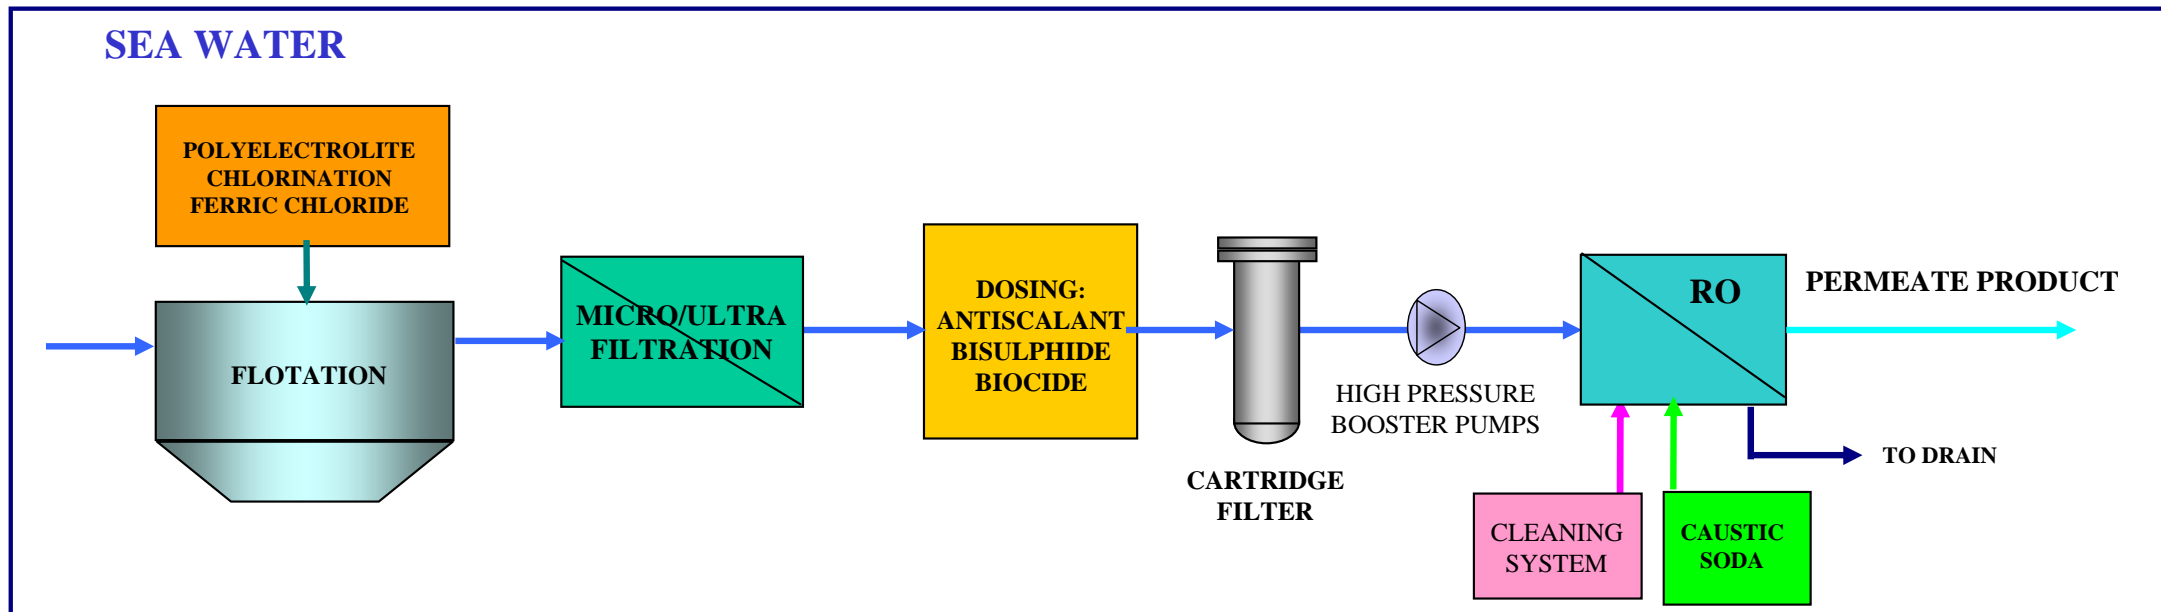 SEA WATER
POLYELECTROLITE
CHLORINATION
FERRIC CHLORIDE
FLOTATION
MICRO/ULTRA
FILTRATION
DOSING:
ANTISCALANT
BISULPHIDE
BIOCIDE
CARTRIDGE
FILTER
HIGH PRESSURE
BOOSTER PUMPS
RO
PERMEATE PRODUCT
TO DRAIN
CLEANING
SYSTEM
CAUSTIC
SODA